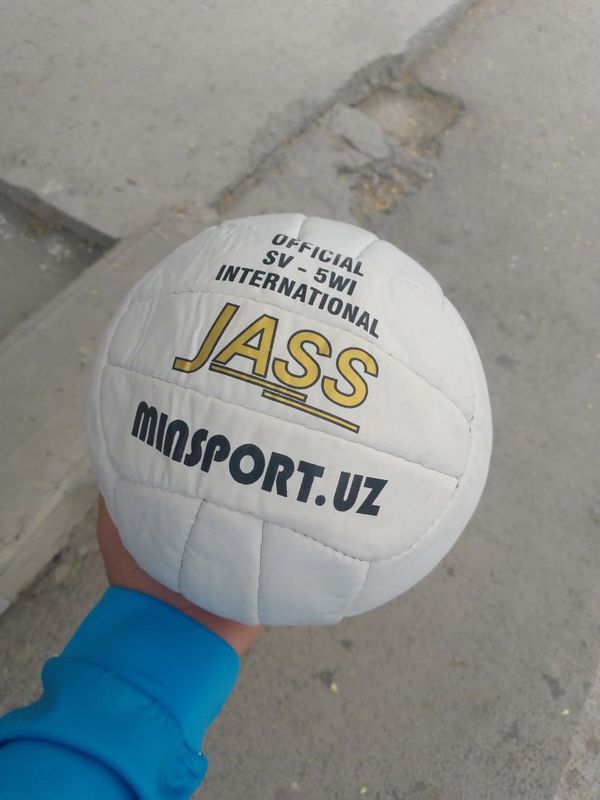 OFFICIAL
SV - 5WI
INTERNATIONAL
JASS
MINSPORT.UZ